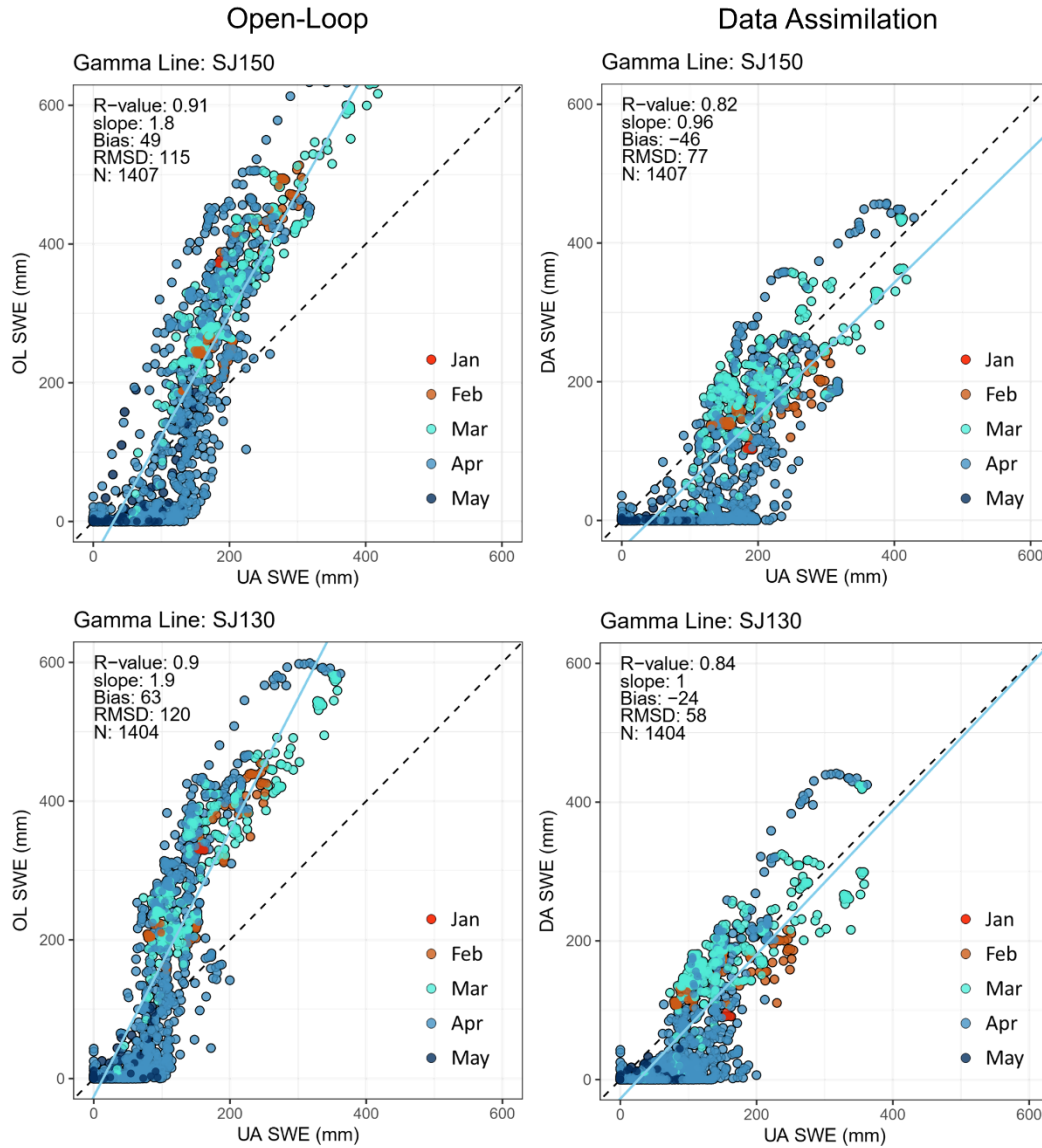 Open-Loop
Data Assimilation
Gamma Line: SJ150
R−value: 0.91
slope: 1.8
Bias: 49
RMSD: 115
N: 1407
600
400
200
0
OL SWE (mm)
Jan
Feb
Mar
Apr
May
0
200
400
600
UA SWE (mm)
Gamma Line: SJ150
R−value: 0.82
slope: 0.96
Bias: −46
RMSD: 77
N: 1407
600
400
200
0
DA SWE (mm)
Jan
Feb
Mar
Apr
May
0
200
400
600
UA SWE (mm)
Gamma Line: SJ130
R−value: 0.9
slope: 1.9
Bias: 63
RMSD: 120
N: 1404
600
400
200
0
OL SWE (mm)
Jan
Feb
Mar
Apr
May
0
200
400
600
UA SWE (mm)
Gamma Line: SJ130
R−value: 0.84
slope: 1
Bias: −24
RMSD: 58
N: 1404
600
400
200
0
DA SWE (mm)
Jan
Feb
Mar
Apr
May
0
200
400
600
UA SWE (mm)